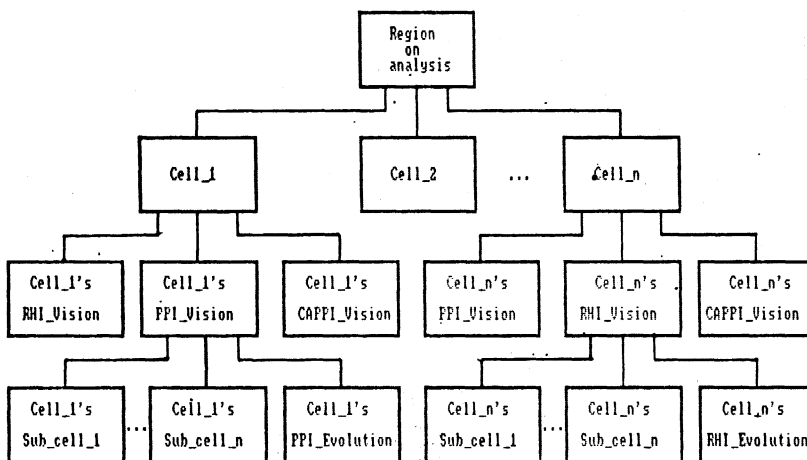 Region
on
analysis
Cell_1
Cell_2
...
Cell_n
Cell_1's
RHI_Vision
Cell_1's
PPI_Vision
Cell_1's
CAPPI_Vision
Cell_n's
PPI_Vision
Cell_n's
RHI_Vision
Cell_n's
CAPPI_Vision
Cell_1's
Sub_cell_1
...
Cell_1's
Sub_cell_n
Cell_1's
PPI_Evolution
Cell_n's
Sub_cell_1
...
Cell_n's
Sub_cell_n
Cell_n's
RHI_Evolution